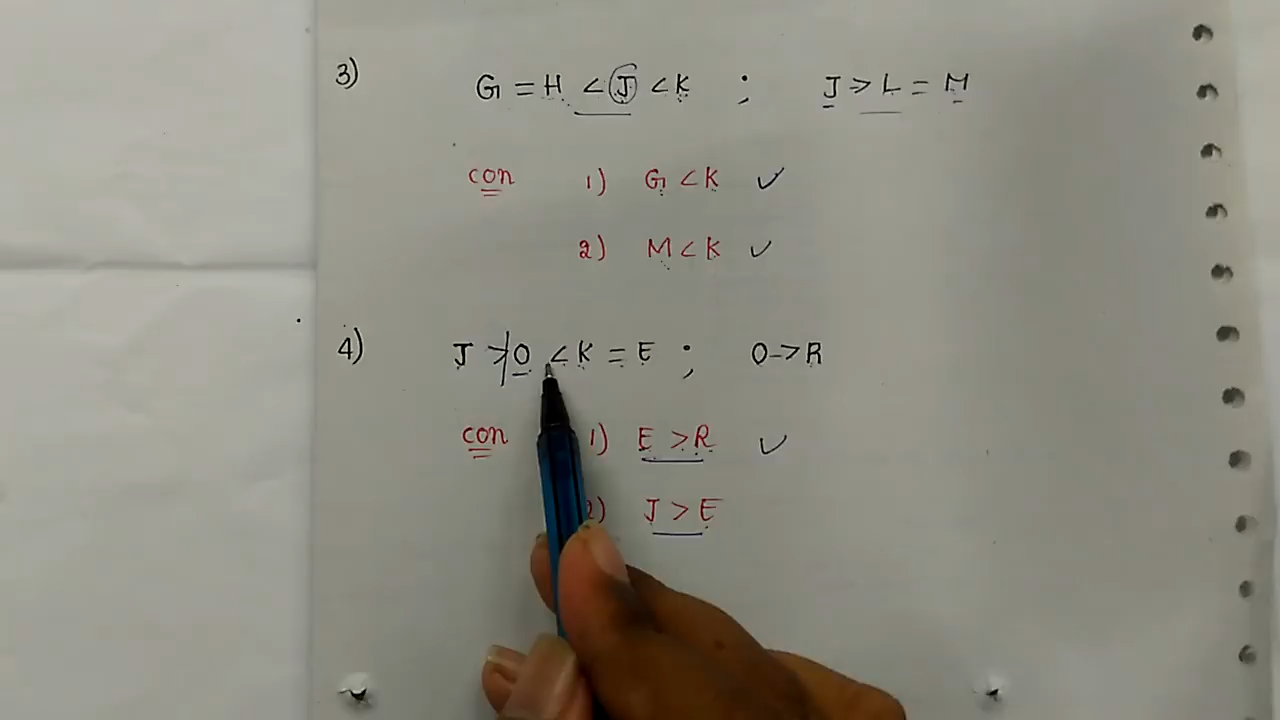 3) G = H < J < K ; J > L = M
con 1) G < K ✓
2) M < K ✓
4) J > O < K = E ; O > R
con 1) E > R ✓
2) J > E